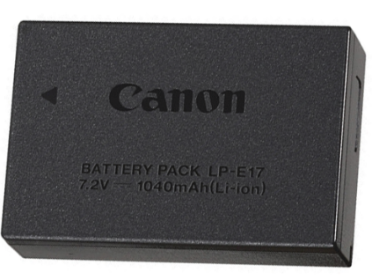 Canon
BATTERY PACK LP-E17
7.2V ⎓ 1040mAh(Li-ion)